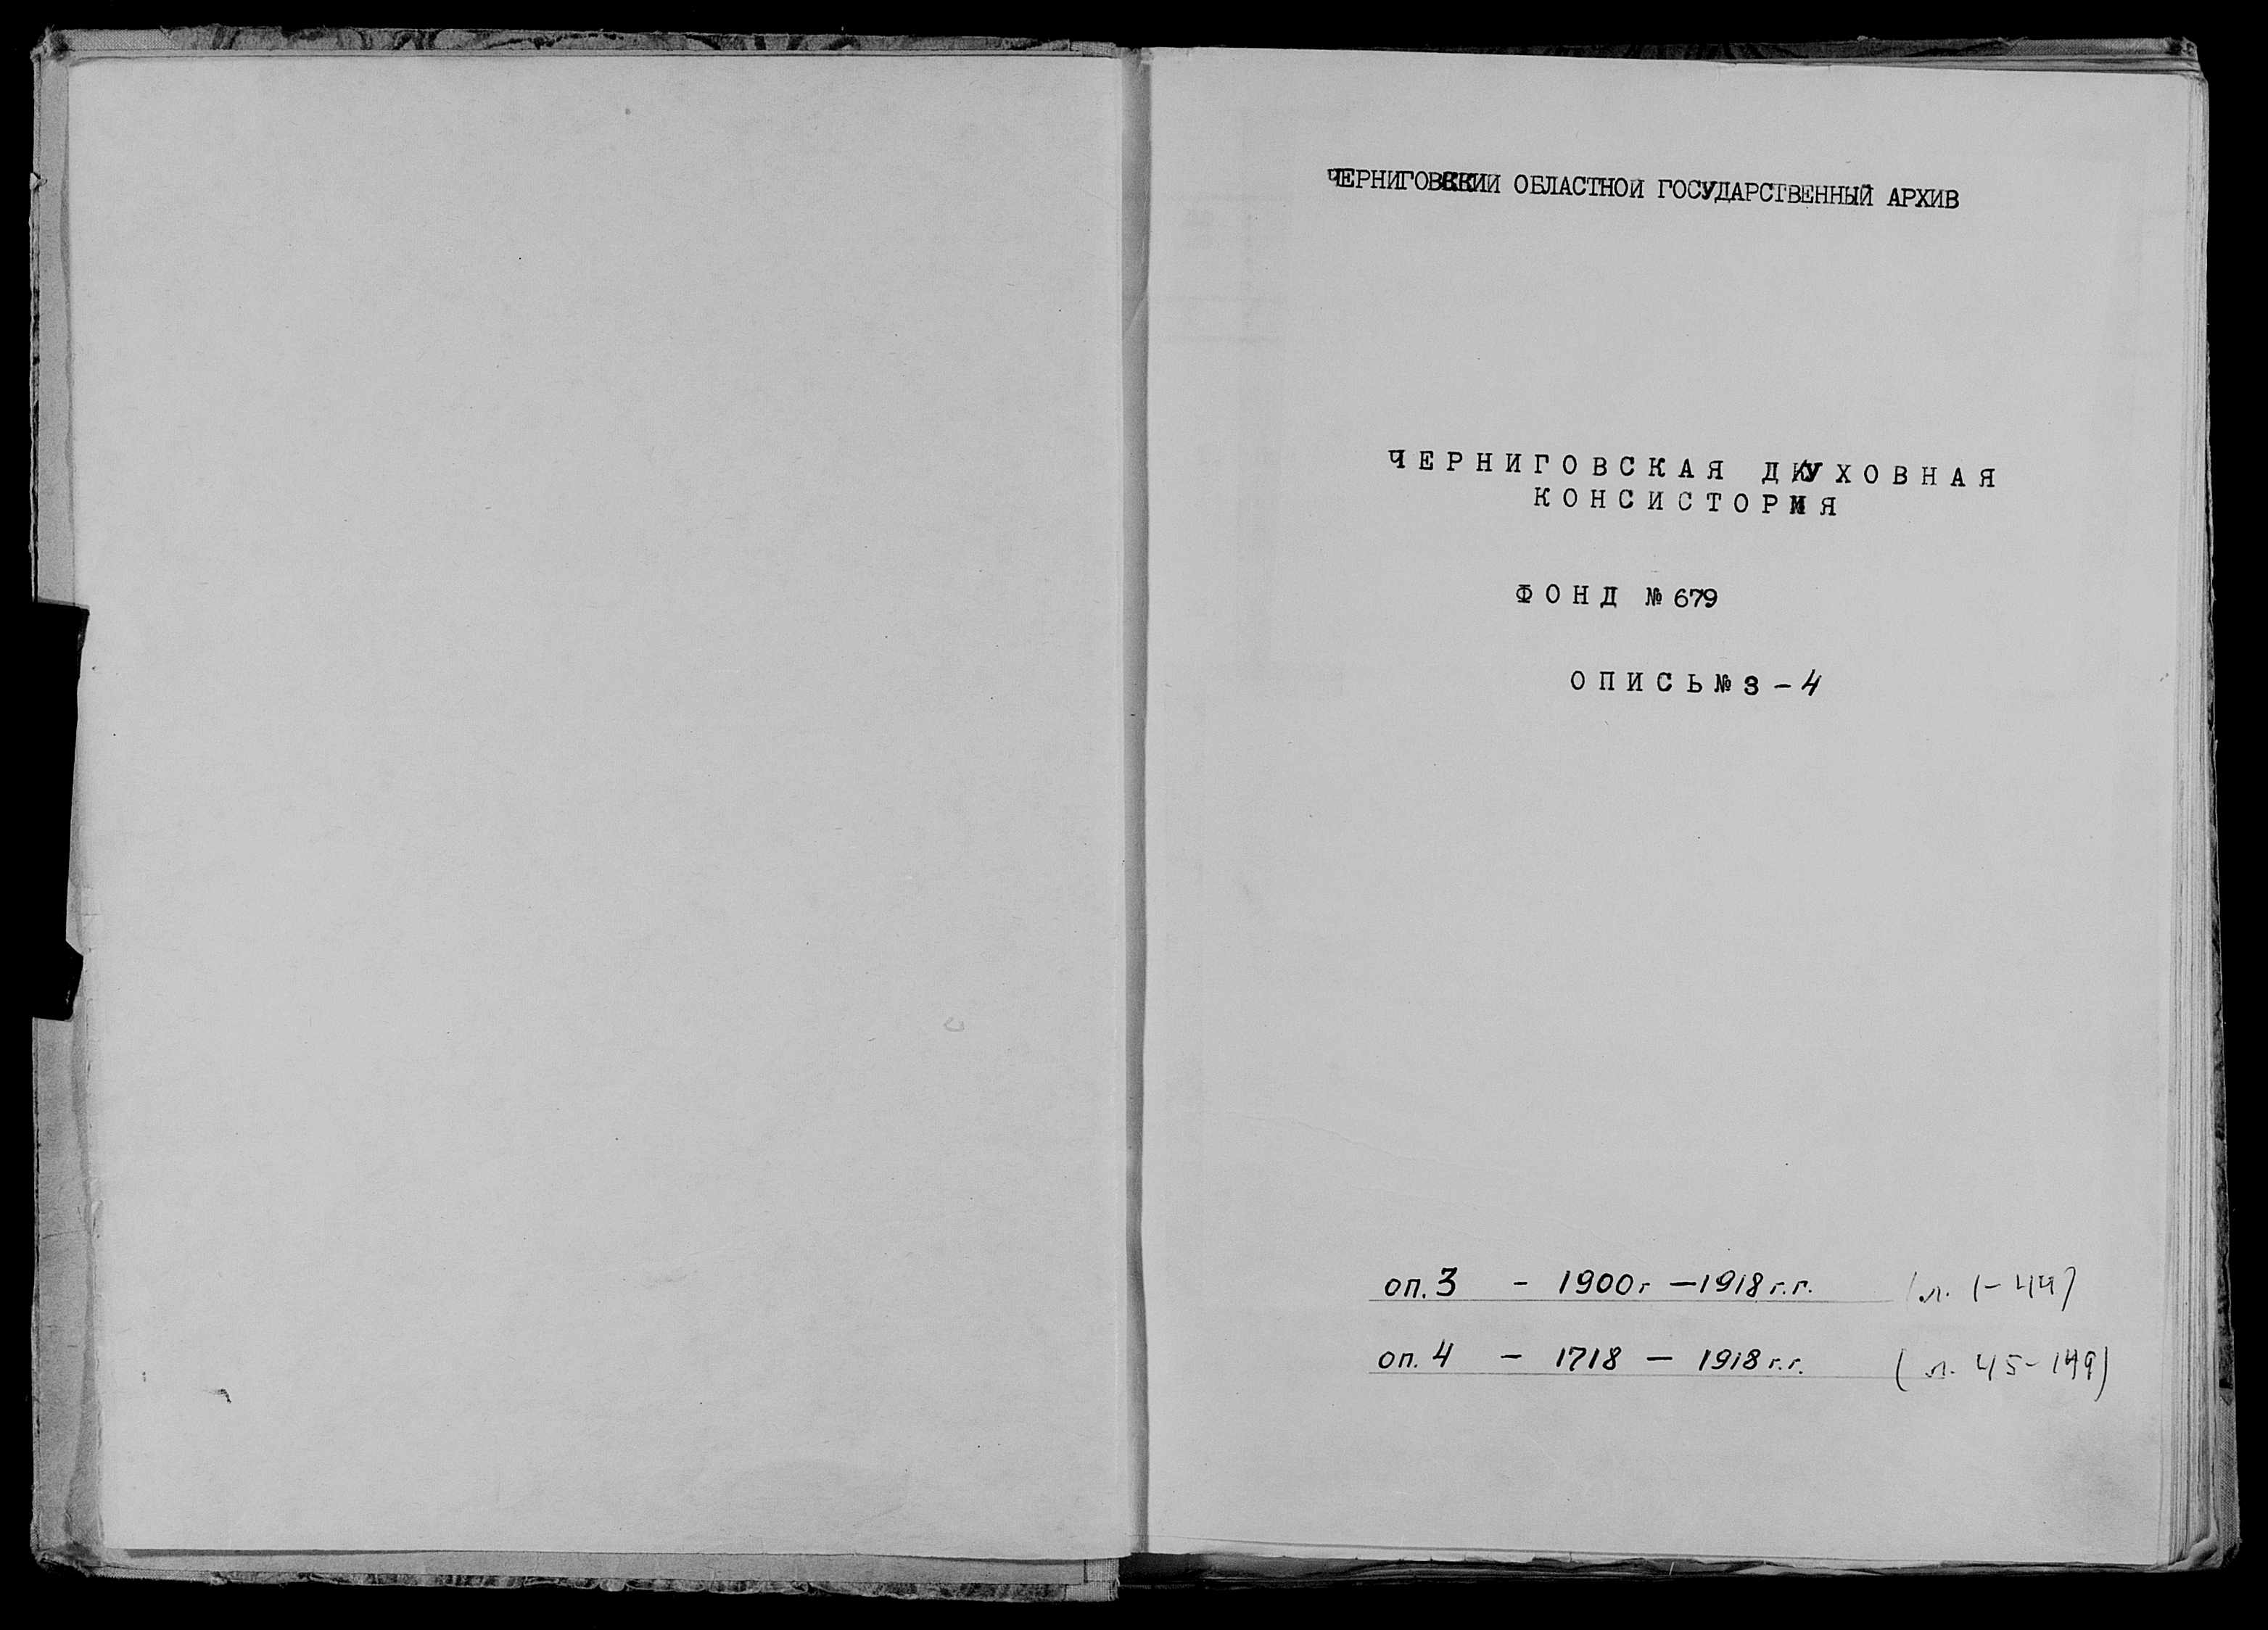 ЧЕРНИГОВСКИЙ ОБЛАСТНОЙ ГОСУДАРСТВЕННЫЙ АРХИВ
ЧЕРНИГОВСКАЯ ДУХОВНАЯ
КОНСИСТОРИЯ
ФОНД № 679
ОПИСЬ № 3-4
оп. 3 - 1900г - 1918 г.г. (л. 1-44)
оп. 4 - 1718 - 1918 г.г. (л. 45-149)